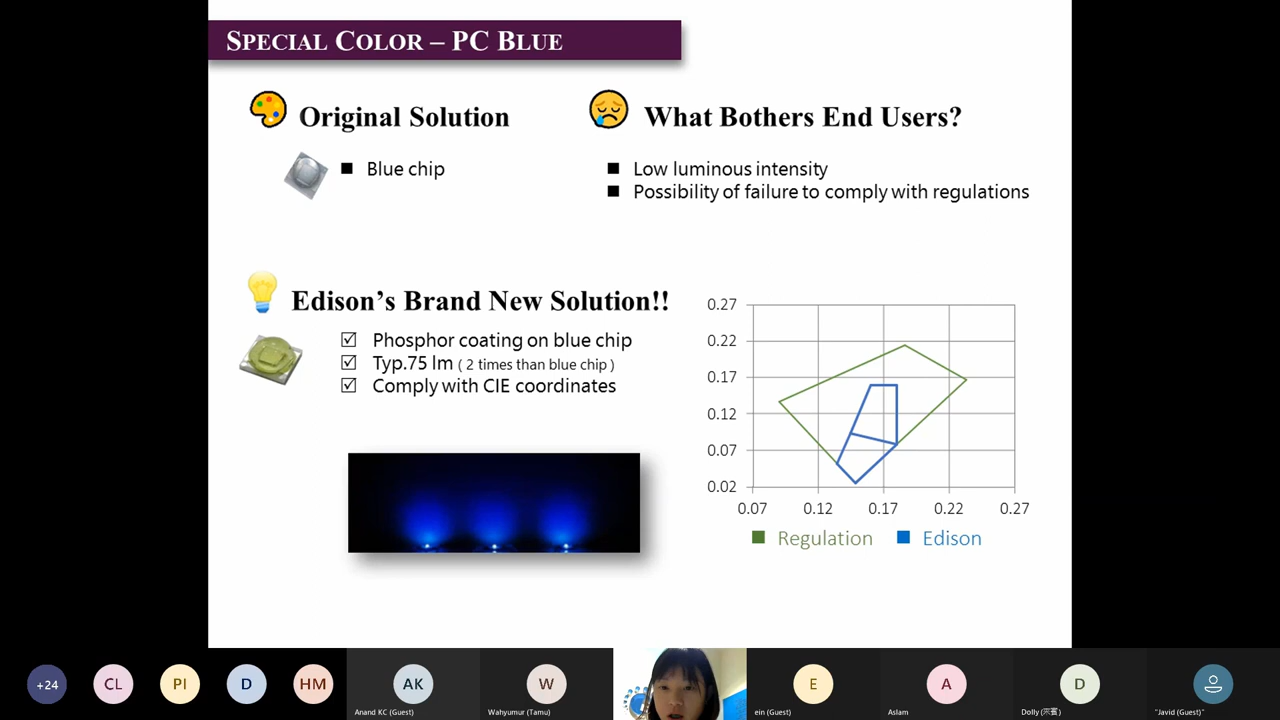 SPECIAL COLOR – PC BLUE
Original Solution
Blue chip
What Bothers End Users?
Low luminous intensity
Possibility of failure to comply with regulations
Edison's Brand New Solution!!
Phosphor coating on blue chip
Typ.75 lm ( 2 times than blue chip )
Comply with CIE coordinates
0.27
0.22
0.17
0.12
0.07
0.02
0.07 0.12 0.17 0.22 0.27
Regulation Edison
+24 CL PI D HM AK W E A D
Anand KC (Guest) Wahyumur (Tamu) ein (Guest) Aslam Dolly (宗賓) "Javid (Guest)"